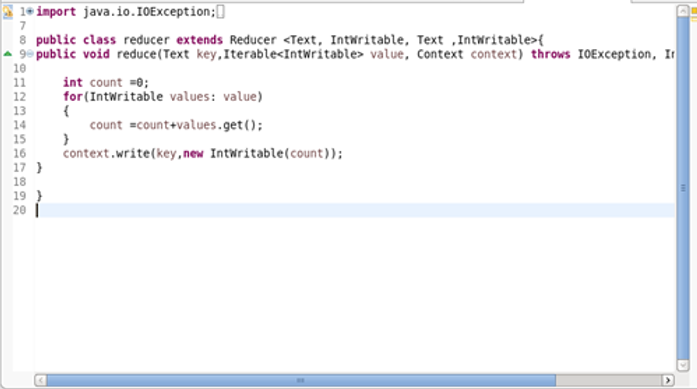 1 import java.io.IOException;
7
8 public class reducer extends Reducer <Text, IntWritable, Text ,IntWritable>{
9 public void reduce(Text key,Iterable<IntWritable> value, Context context) throws IOException,
10
11 int count =0;
12 for(IntWritable values: value)
13 {
14 count =count+values.get();
15 }
16 context.write(key,new IntWritable(count));
17 }
18
19 }
20